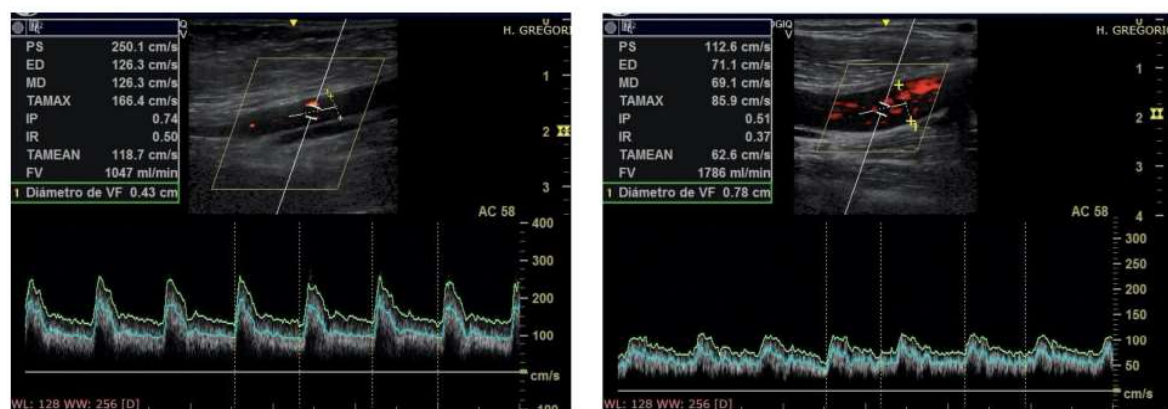 H. GREGORIO
PS 250.1 cm/s
ED 126.3 cm/s
MD 126.3 cm/s
TAMAX 166.4 cm/s
IP 0.74
IR 0.50
TAMEAN 118.7 cm/s
FV 1047 ml/min
1 Diámetro de VF 0.43 cm
1
2
3
AC 58
400
300
200
100
cm/s
-100
WL: 128 WW: 256 [D]
OGIQ
V
H. GREGORIO
PS 112.6 cm/s
ED 71.1 cm/s
MD 69.1 cm/s
TAMAX 85.9 cm/s
IP 0.51
IR 0.37
TAMEAN 62.6 cm/s
FV 1786 ml/min
1 Diámetro de VF 0.78 cm
1
2
3
4
AC 58
300
250
200
150
100
50
cm/s
WL: 128 WW: 256 [D]